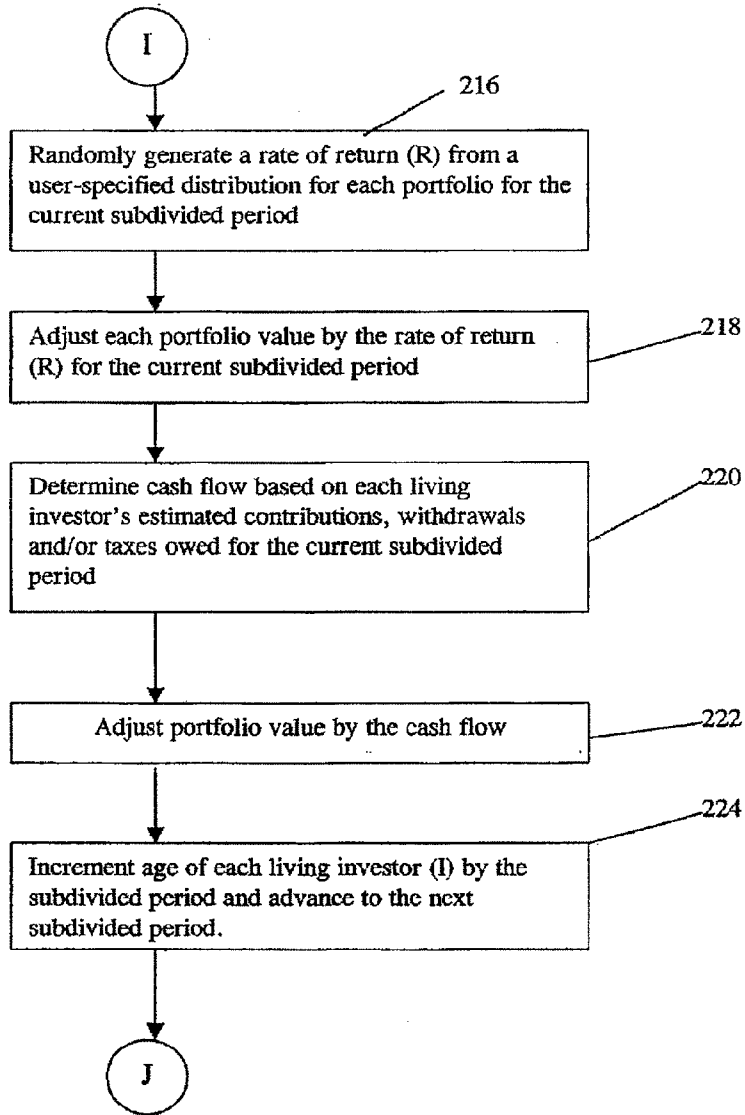 I
216
Randomly generate a rate of return (R) from a
user-specified distribution for each portfolio for the
current subdivided period
Adjust each portfolio value by the rate of return
(R) for the current subdivided period
218
Determine cash flow based on each living
investor's estimated contributions, withdrawals
and/or taxes owed for the current subdivided
period
220
Adjust portfolio value by the cash flow
222
224
Increment age of each living investor (I) by the
subdivided period and advance to the next
subdivided period.
J